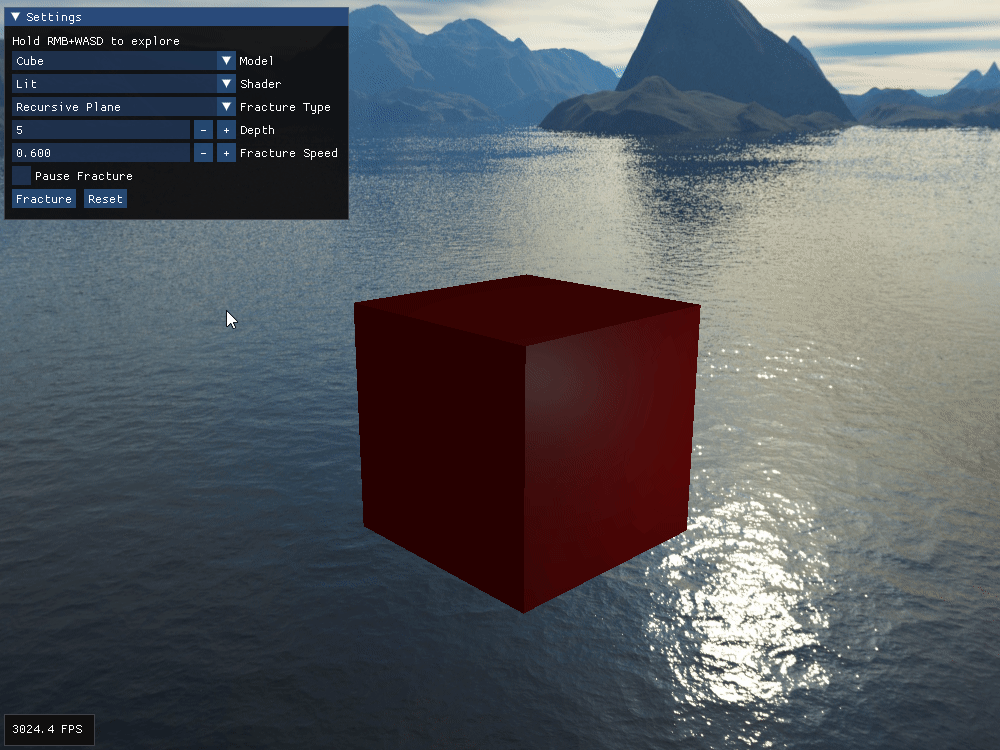 Settings
Hold RMB+WASD to explore
Cube Model
Lit Shader
Recursive Plane Fracture Type
5 - + Depth
0.600 - + Fracture Speed
Pause Fracture
Fracture Reset
3024.4 FPS